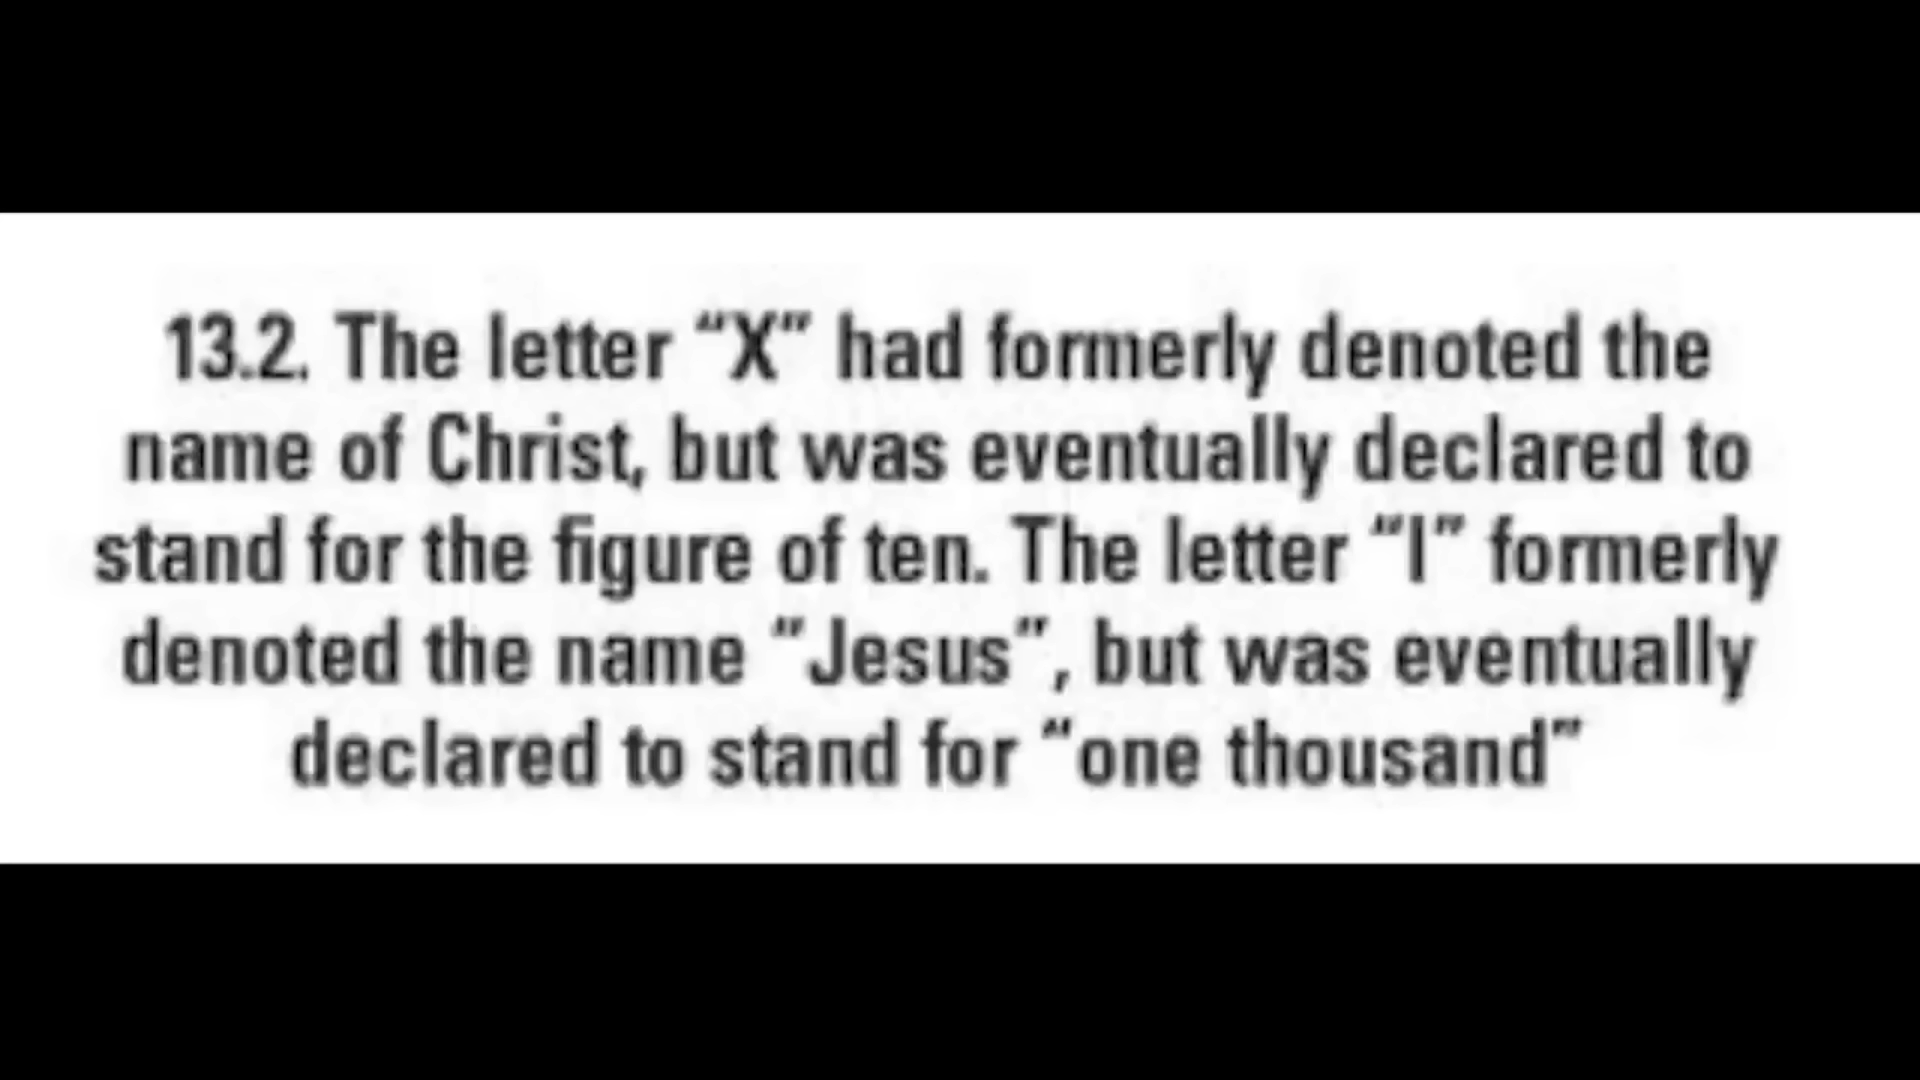 13.2. The letter “X” had formerly denoted the
name of Christ, but was eventually declared to
stand for the figure of ten. The letter “I” formerly
denoted the name “Jesus”, but was eventually
declared to stand for “one thousand”